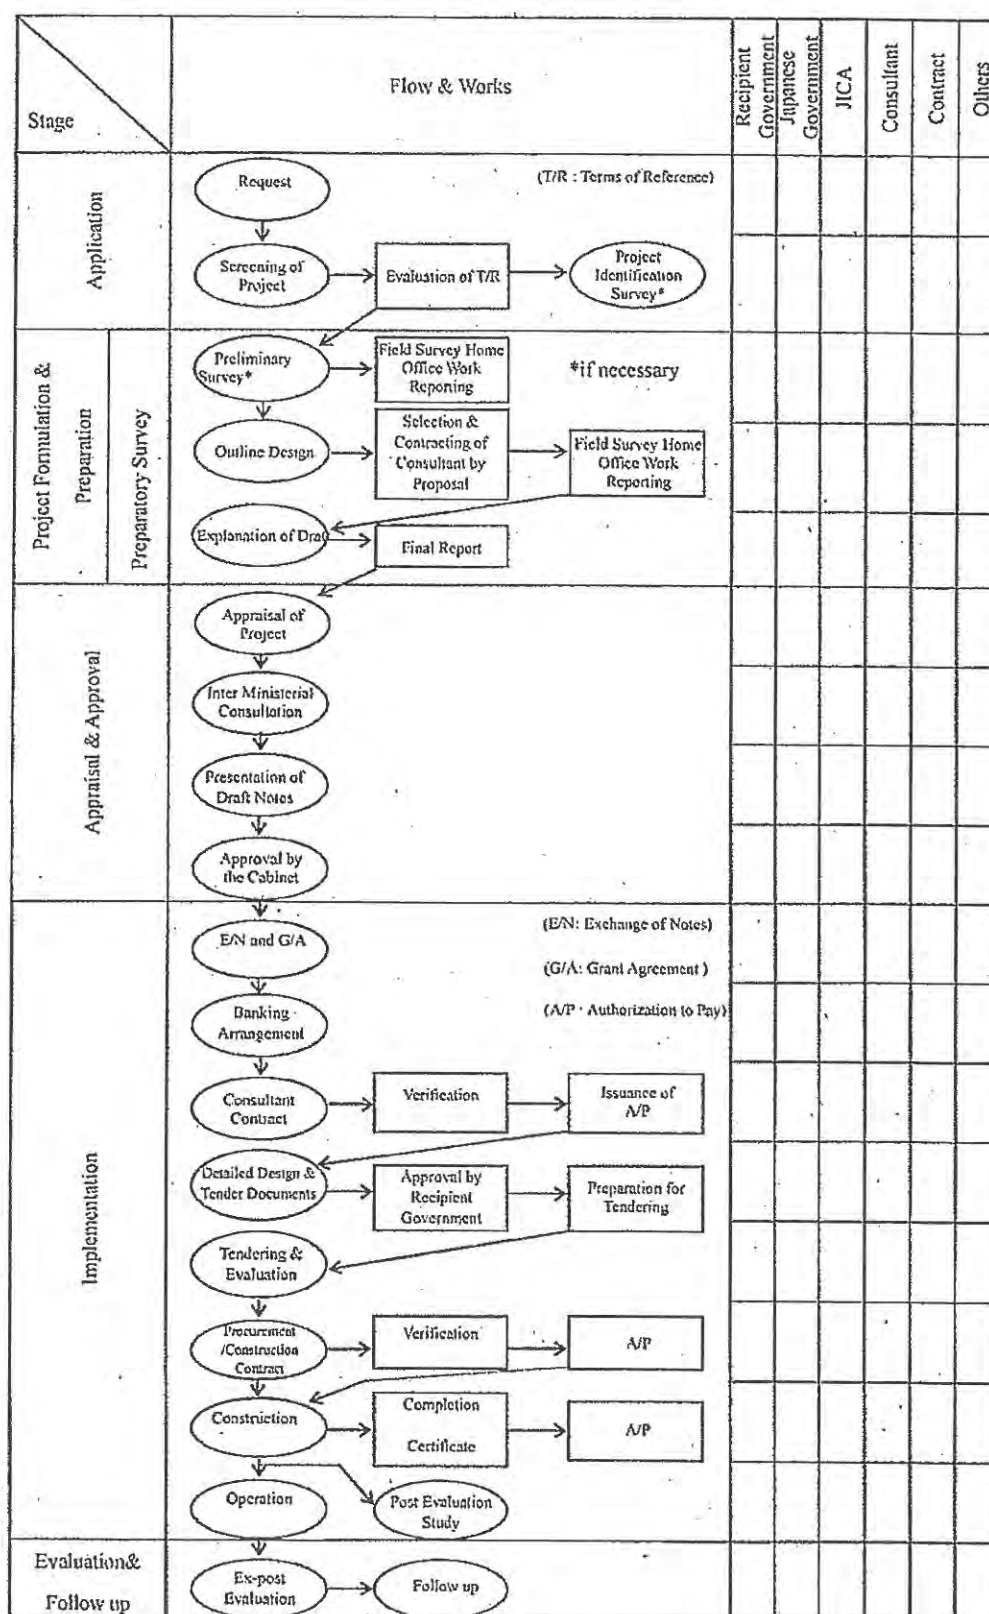 Stage
Flow & Works
Recipient
Government
Japanese
Government
JICA
Consultant
Contract
Others
Application
Request
(T/R : Terms of Reference)
Screening of
Project
Evaluation of T/R
Project
Identification
Survey*
Project Formulation &
Preparation
Preparatory Survey
Preliminary
Survey*
Field Survey Home
Office Work
Reporting
*if necessary
Outline Design
Selection &
Contracting of
Consultant by
Proposal
Field Survey Home
Office Work
Reporting
Explanation of Draft
Final Report
Appraisal & Approval
Appraisal of
Project
Inter Ministerial
Consultation
Presentation of
Draft Notes
Approval by
the Cabinet
Implementation
E/N and G/A
(E/N: Exchange of Notes)
(G/A: Grant Agreement )
(A/P : Authorization to Pay)
Banking
Arrangement
Consultant
Contract
Verification
Issuance of
A/P
Detailed Design &
Tender Documents
Approval by
Recipient
Government
Preparation for
Tendering
Tendering &
Evaluation
Procurement
/Construction
Contract
Verification
A/P
Construction
Completion
Certificate
A/P
Operation
Post Evaluation
Study
Evaluation&
Follow up
Ex-post
Evaluation
Follow up